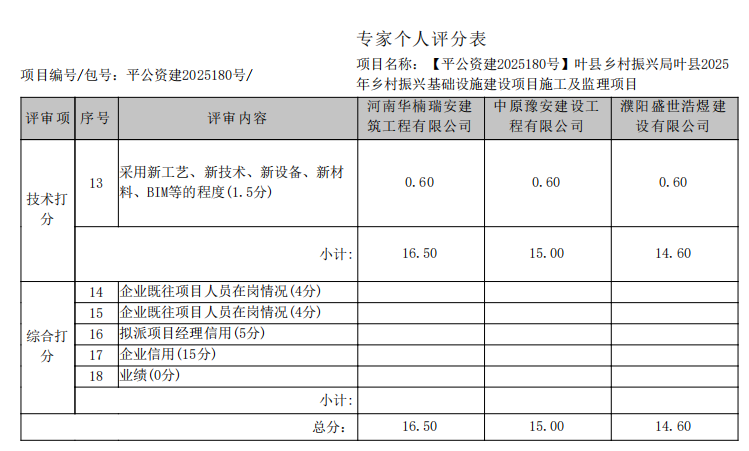 专家个人评分表
项目编号/包号：平公资建2025180号/
项目名称：【平公资建2025180号】叶县乡村振兴局叶县2025
年乡村振兴基础设施建设项目施工及监理项目
评审项 序号 评审内容 河南华楠瑞安建 中原豫安建设工 濮阳盛世浩煜建
筑工程有限公司 程有限公司 设有限公司
技术打
分
13 采用新工艺、新技术、新设备、新材
料、BIM等的程度(1.5分) 0.60 0.60 0.60
小计: 16.50 15.00 14.60
综合打
分
14 企业既往项目人员在岗情况(4分)
15 企业既往项目人员在岗情况(4分)
16 拟派项目经理信用(5分)
17 企业信用(15分)
18 业绩(0分)
小计:
总分： 16.50 15.00 14.60